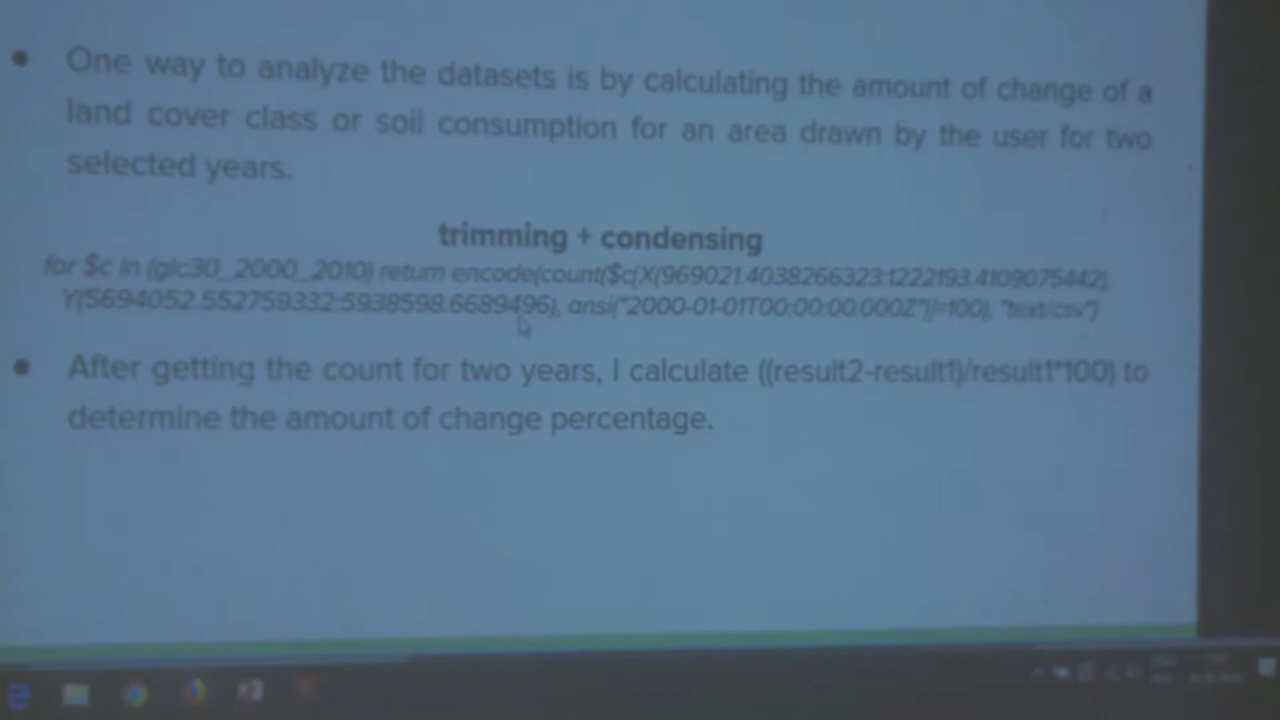 One way to analyze the datasets is by calculating the amount of change of a
land cover class or soil consumption for an area drawn by the user for two
selected years.
trimming + condensing
for $c in (glc30_2000_2010) return encode(count($c[X(969021.4038266323:1222193.4109075442),
Y(5694052.552759332:5938598.6689496), ansi("2000-01-01T00:00:00.000Z")]=100), "text/csv")
After getting the count for two years, I calculate ((result2-result1)/result1*100) to
determine the amount of change percentage.